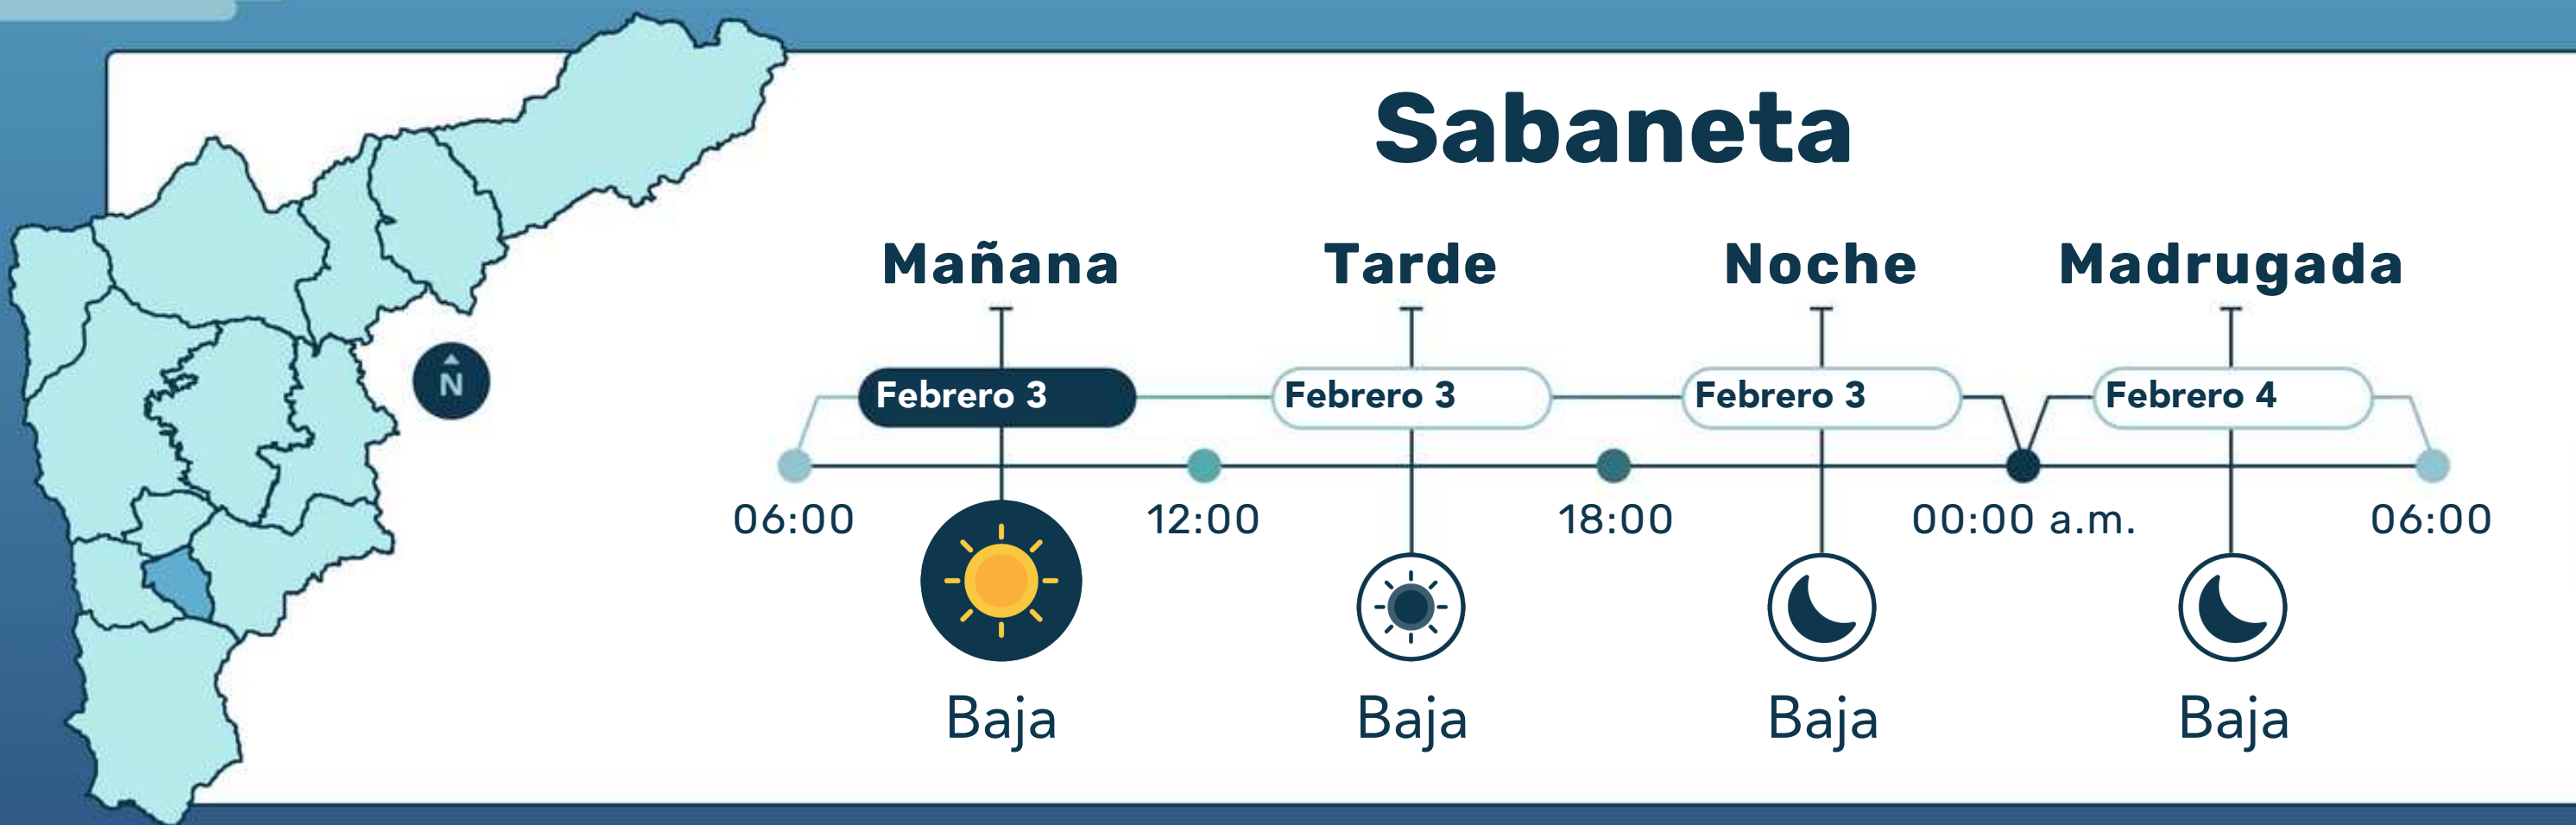 Sabaneta
Mañana Tarde Noche Madrugada
N
Febrero 3 Febrero 3 Febrero 3 Febrero 4
06:00 12:00 18:00 00:00 a.m. 06:00
Baja Baja Baja Baja